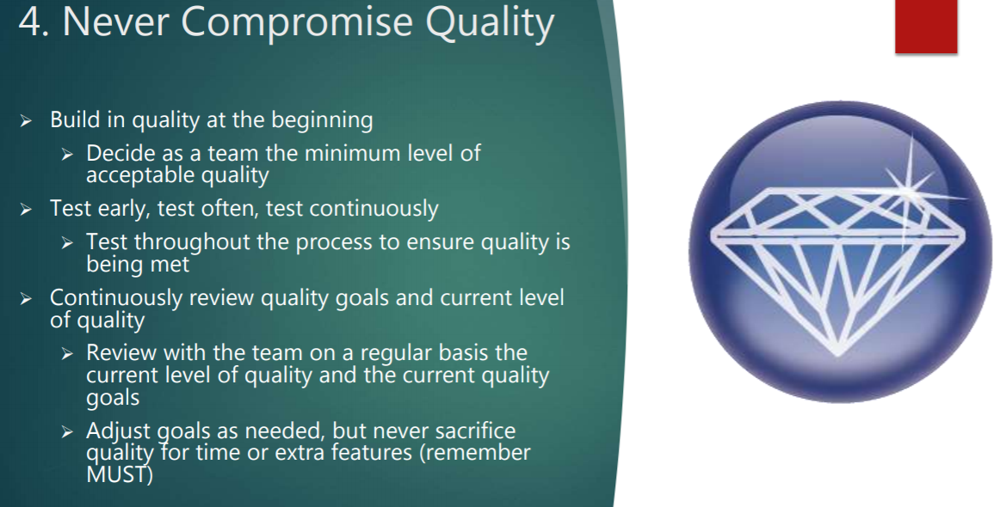 4. Never Compromise Quality
➢ Build in quality at the beginning
➢ Decide as a team the minimum level of
acceptable quality
➢ Test early, test often, test continuously
➢ Test throughout the process to ensure quality is
being met
➢ Continuously review quality goals and current level
of quality
➢ Review with the team on a regular basis the
current level of quality and the current quality
goals
➢ Adjust goals as needed, but never sacrifice
quality for time or extra features (remember
MUST)